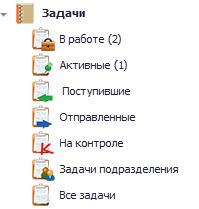 Задачи
В работе (2)
Активные (1)
Поступившие
Отправленные
На контроле
Задачи подразделения
Все задачи